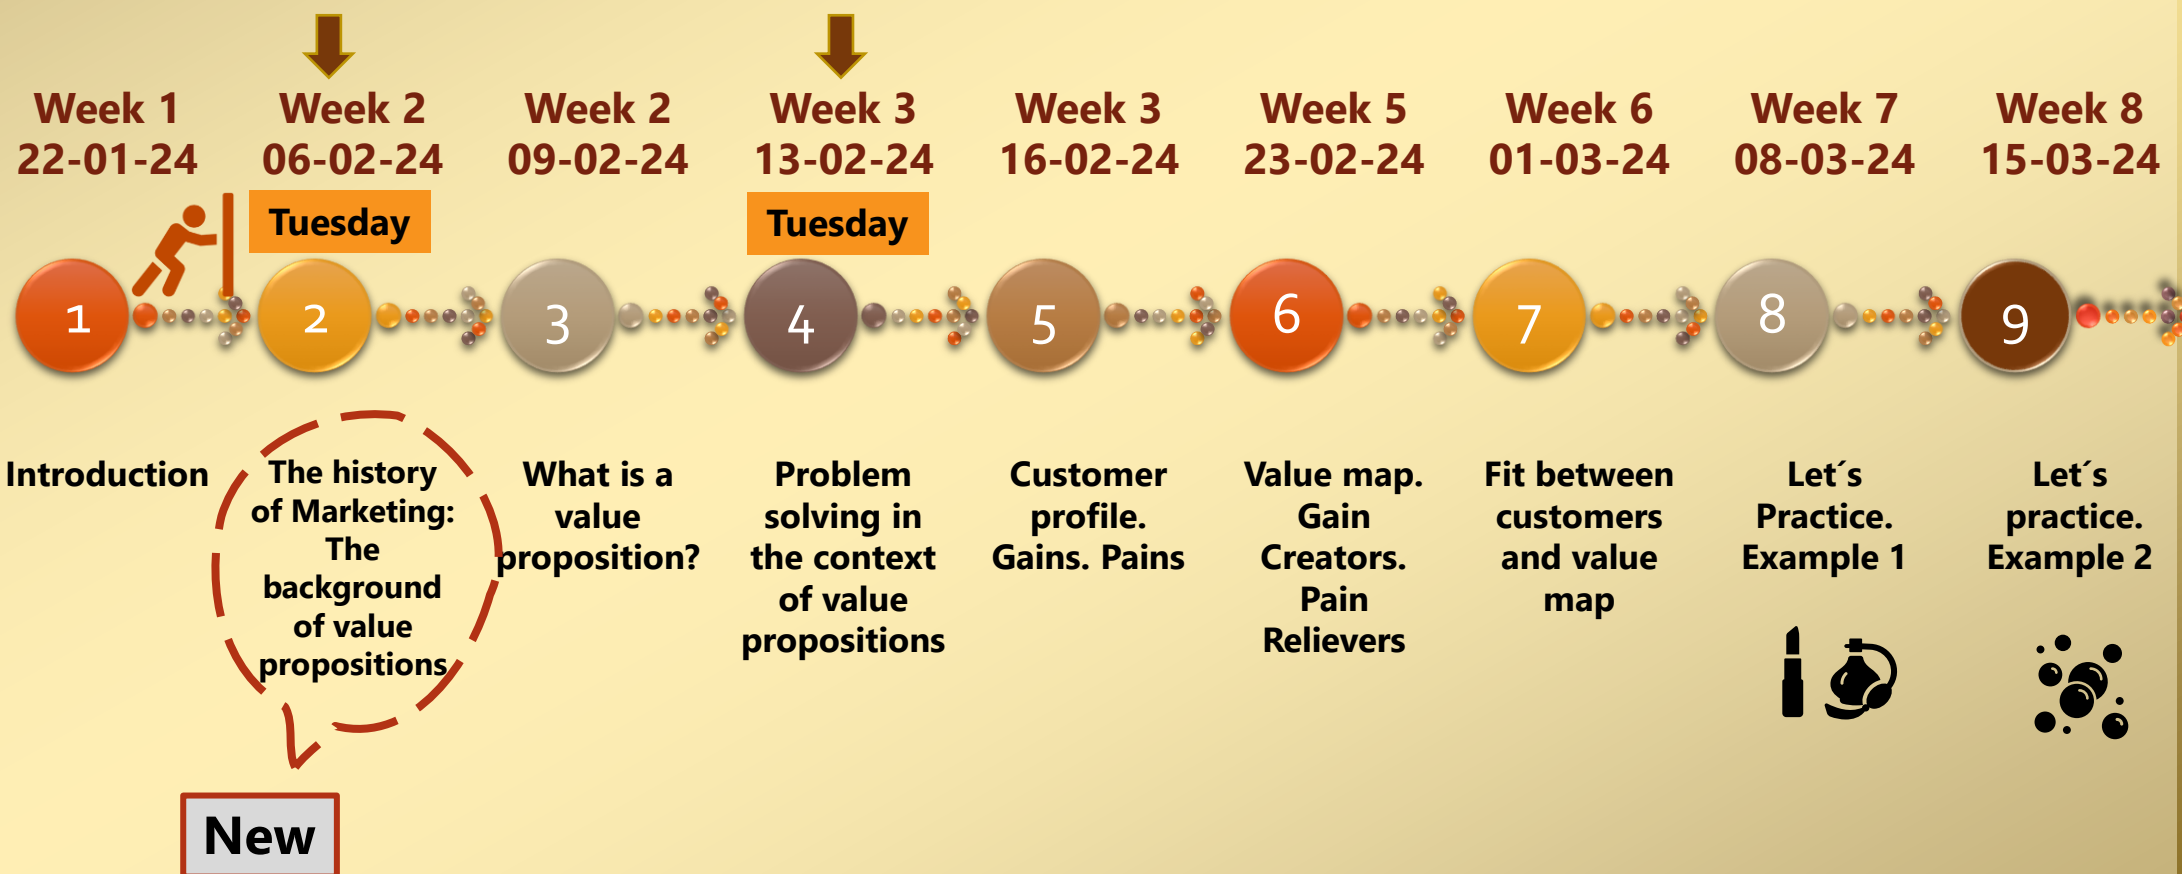 Week 1
22-01-24
Week 2
06-02-24
Tuesday
Week 2
09-02-24
Week 3
13-02-24
Tuesday
Week 3
16-02-24
Week 5
23-02-24
Week 6
01-03-24
Week 7
08-03-24
Week 8
15-03-24
1
2
3
4
5
6
7
8
9
Introduction
The history
of Marketing:
The
background
of value
propositions
What is a
value
proposition?
Problem
solving in
the context
of value
propositions
Customer
profile.
Gains. Pains
Value map.
Gain
Creators.
Pain
Relievers
Fit between
customers
and value
map
Let´s
Practice.
Example 1
Let´s
practice.
Example 2
New